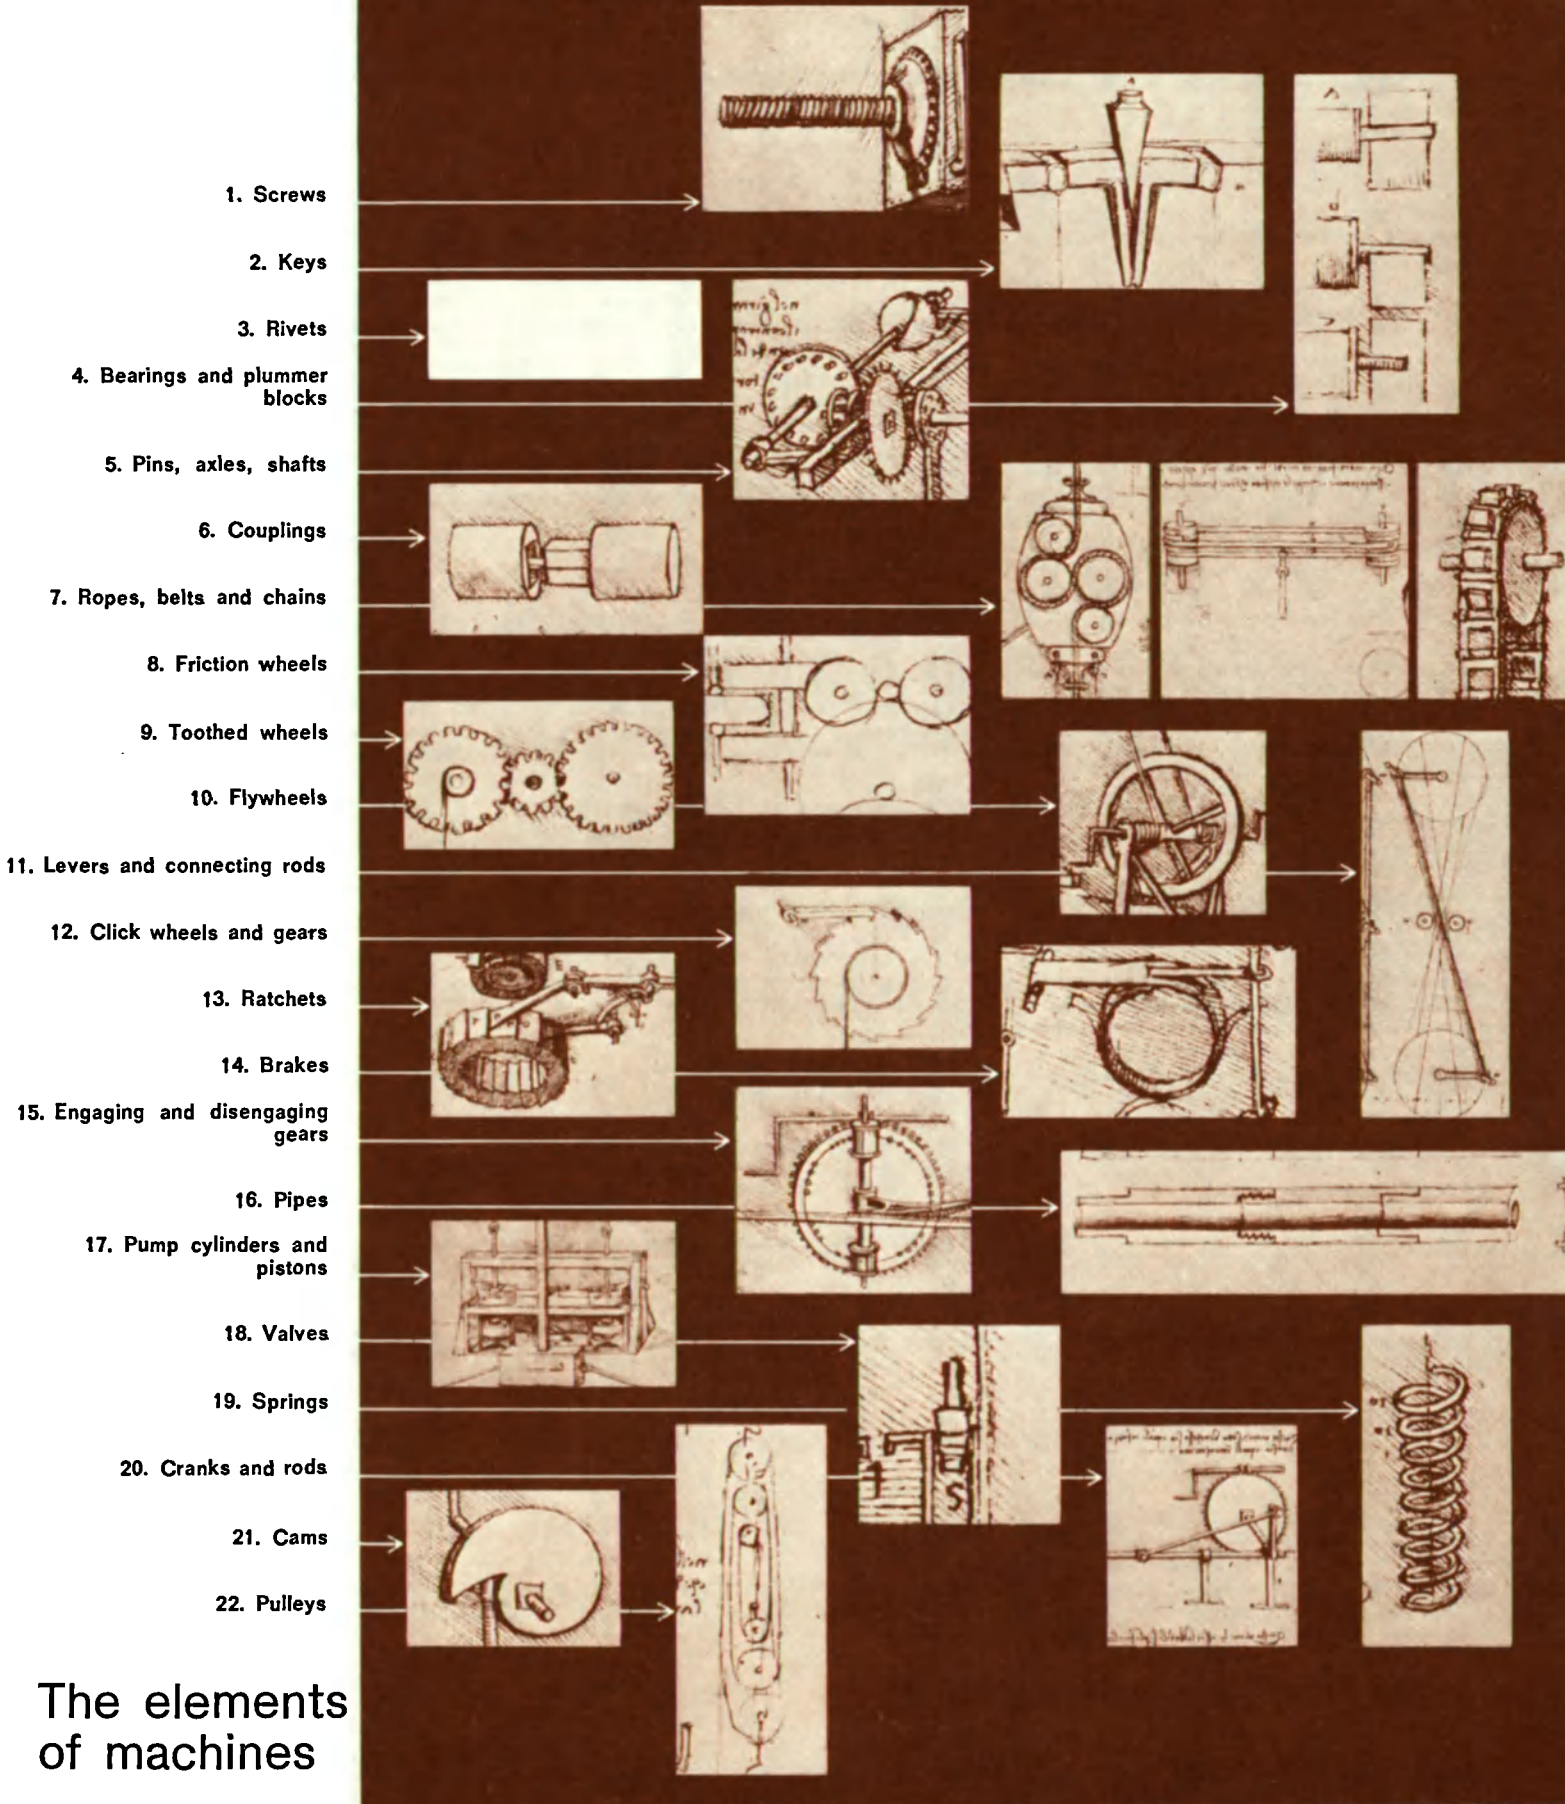 1. Screws
2. Keys
3. Rivets
4. Bearings and plummer
blocks
5. Pins, axles, shafts
6. Couplings
7. Ropes, belts and chains
8. Friction wheels
9. Toothed wheels
10. Flywheels
11. Levers and connecting rods
12. Click wheels and gears
13. Ratchets
14. Brakes
15. Engaging and disengaging
gears
16. Pipes
17. Pump cylinders and
pistons
18. Valves
19. Springs
20. Cranks and rods
21. Cams
22. Pulleys
The elements
of machines